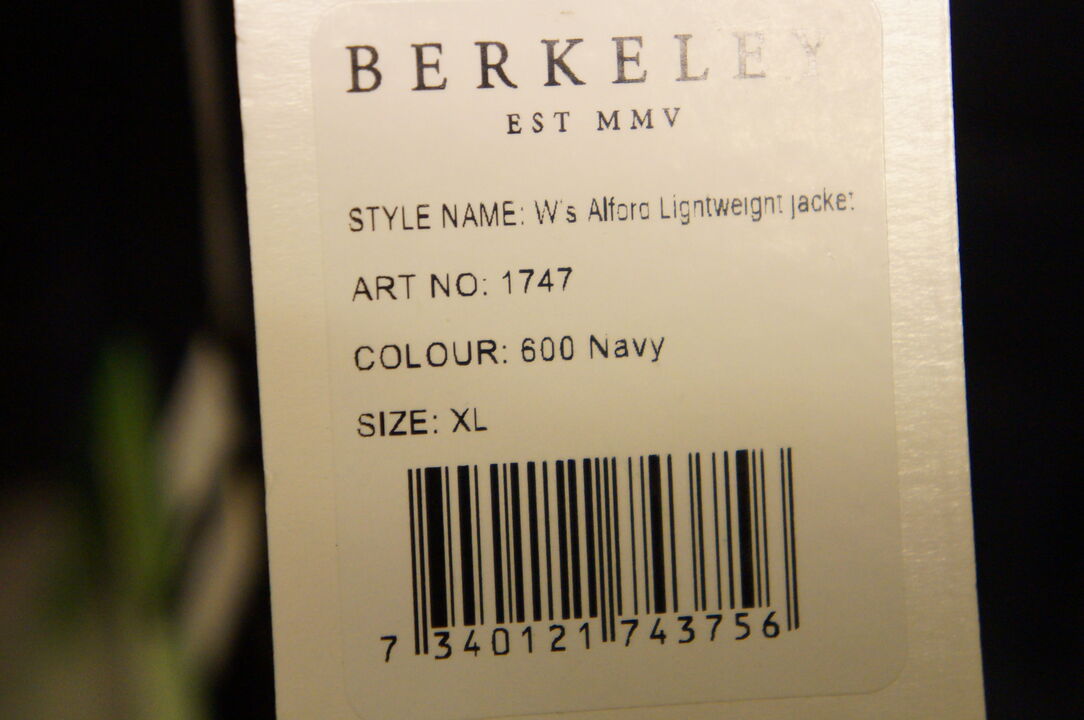 BERKELEY
EST MMV
STYLE NAME: W's Alford Lightweight Jacket
ART NO: 1747
COLOUR: 600 Navy
SIZE: XL
7 340121 743756